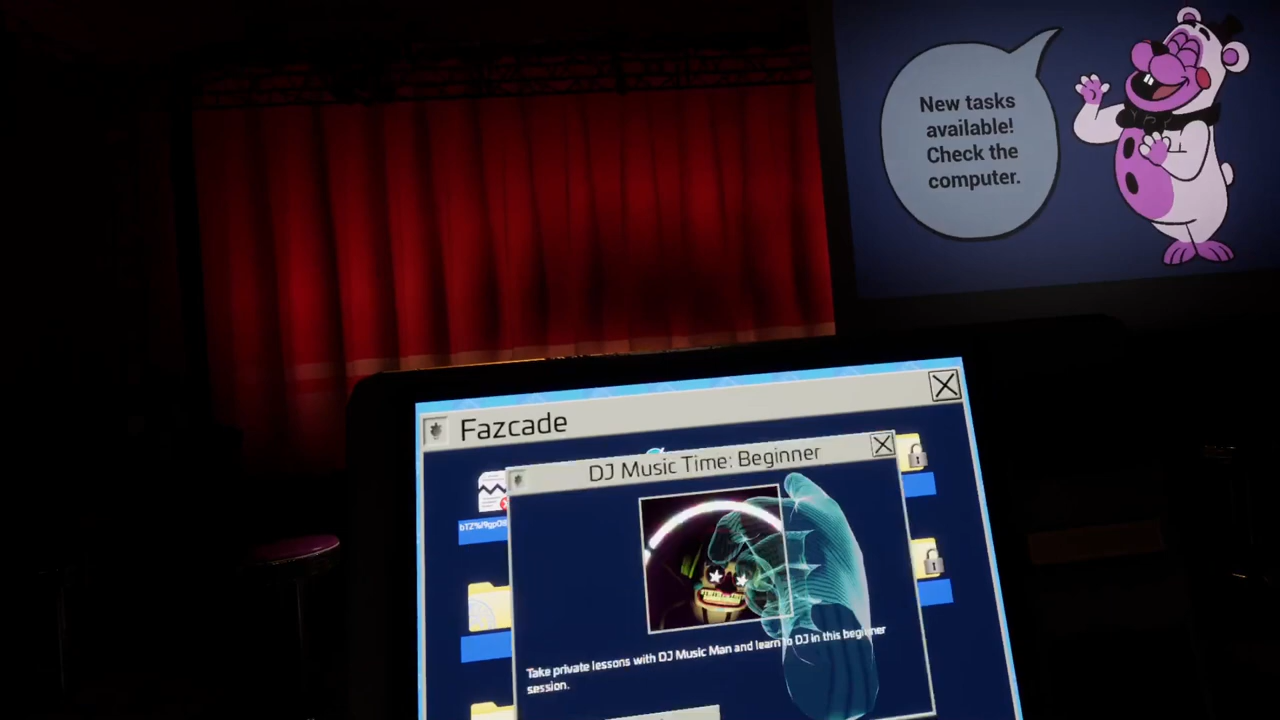 New tasks
available!
Check the
computer.
Fazcade
DJ Music Time: Beginner
Take private lessons with DJ Music Man and learn to DJ in this beginner
session.